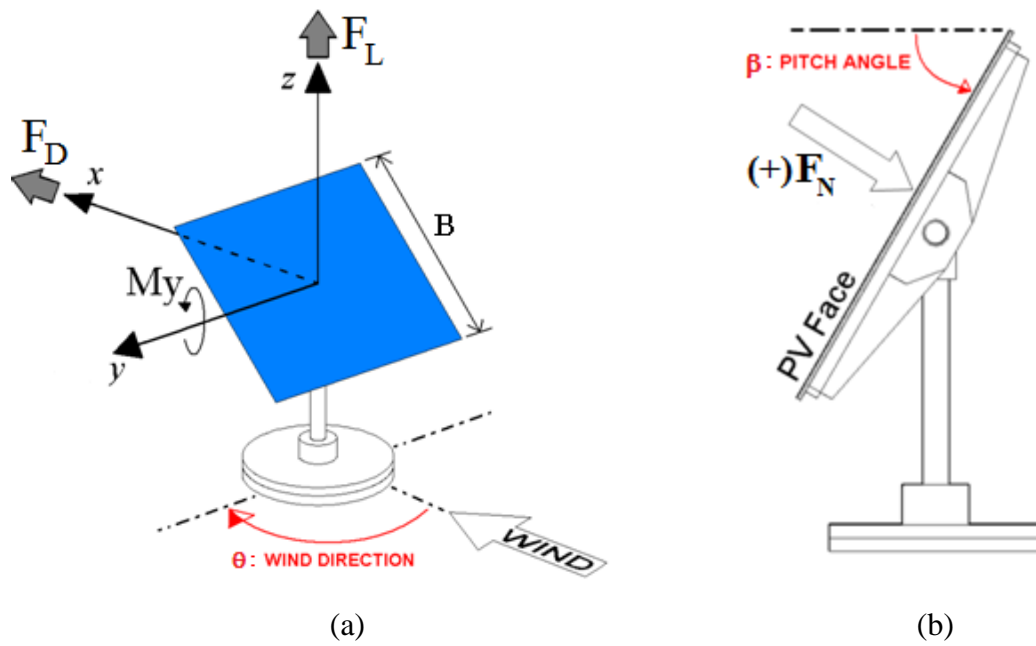 F_L
z
F_D
x
B
My
y
WIND
θ: WIND DIRECTION
(a)
β: PITCH ANGLE
(+)F_N
PV Face
(b)